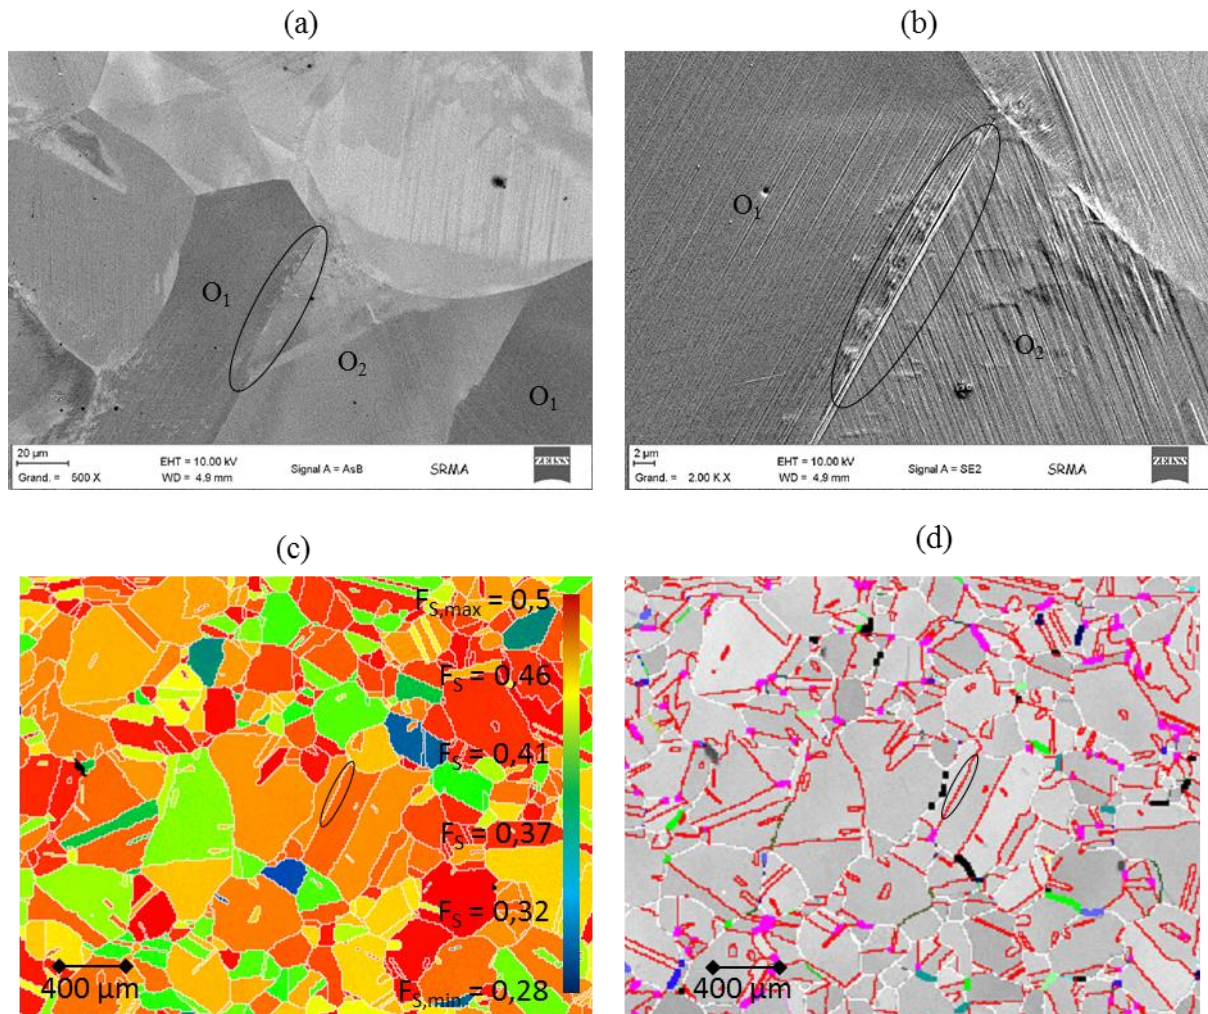 (a)
(b)
O1
O2
O1
20 µm
Grand. = 500 X
EHT = 10.00 kV
WD = 4.9 mm
Signal A = AsB
SRMA
ZEISS
O1
O2
2 µm
Grand. = 2.00 K X
EHT = 10.00 kV
WD = 4.9 mm
Signal A = SE2
SRMA
ZEISS
(c)
(d)
FS,max = 0,5
FS = 0,46
FS = 0,41
FS = 0,37
FS = 0,32
FS,min. = 0,28
400 µm
400 µm